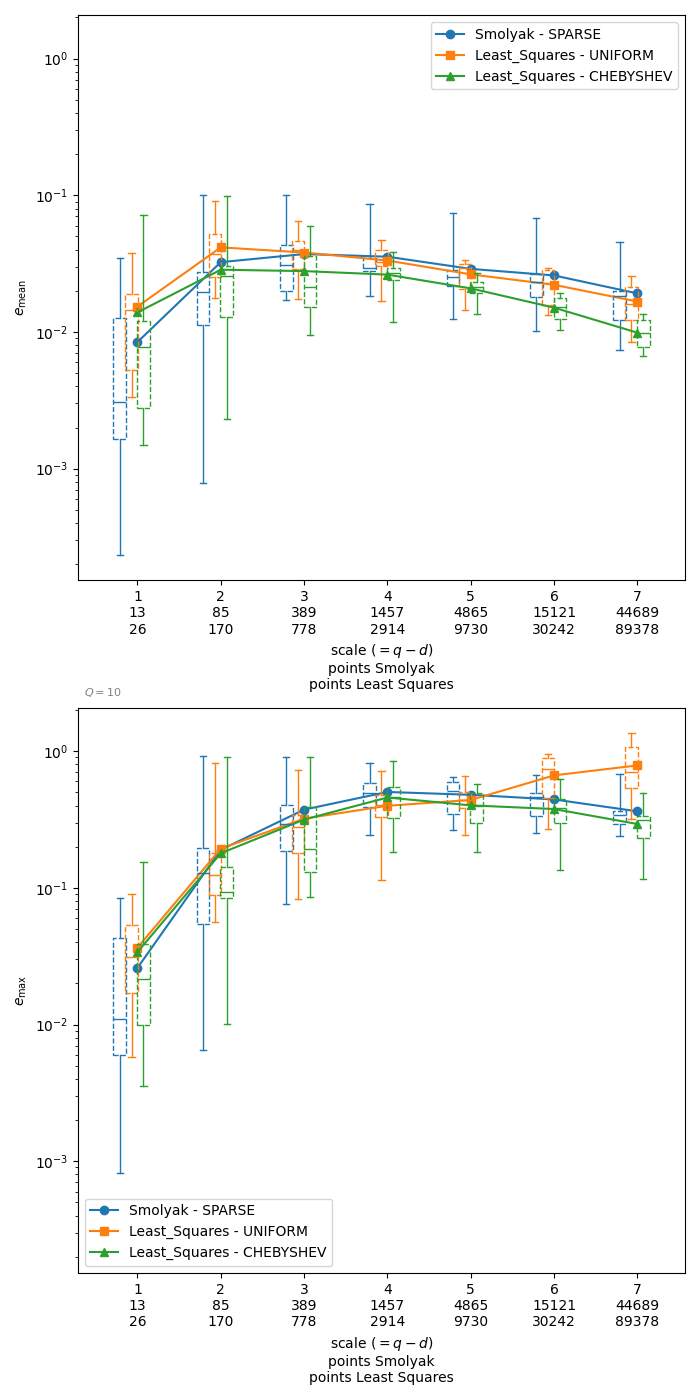 Smolyak - SPARSE
Least_Squares - UNIFORM
Least_Squares - CHEBYSHEV
10⁰
10⁻¹
10⁻²
10⁻³
e_mean
1 2 3 4 5 6 7
13 85 389 1457 4865 15121 44689
26 170 778 2914 9730 30242 89378
scale (= q − d)
points Smolyak
points Least Squares
Q = 10
10⁰
10⁻¹
10⁻²
10⁻³
e_max
Smolyak - SPARSE
Least_Squares - UNIFORM
Least_Squares - CHEBYSHEV
1 2 3 4 5 6 7
13 85 389 1457 4865 15121 44689
26 170 778 2914 9730 30242 89378
scale (= q − d)
points Smolyak
points Least Squares